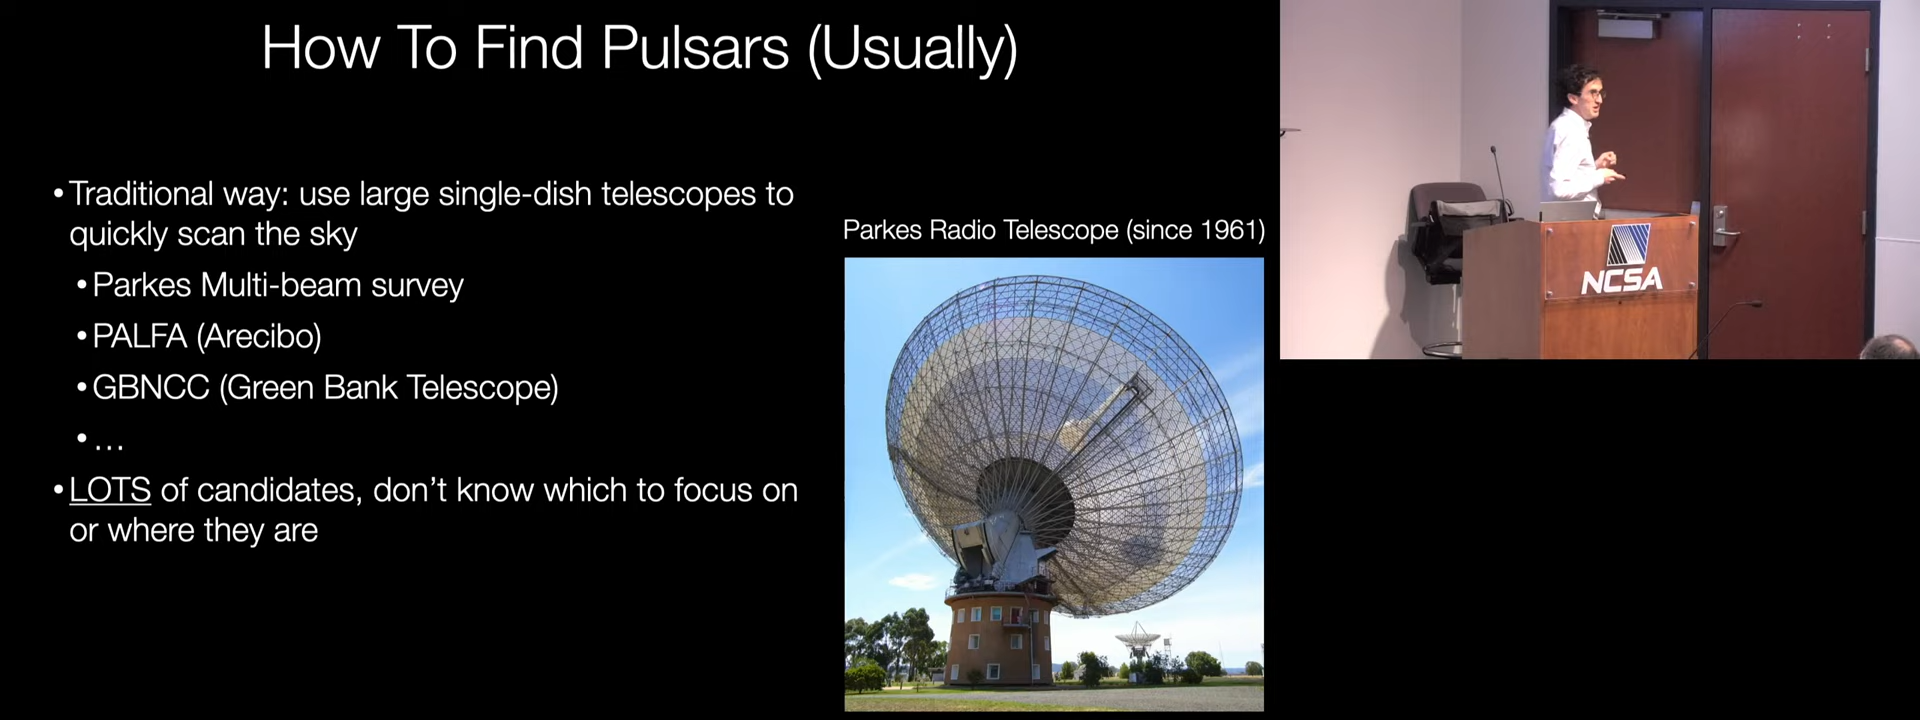 How To Find Pulsars (Usually)
• Traditional way: use large single-dish telescopes to
quickly scan the sky
• Parkes Multi-beam survey
• PALFA (Arecibo)
• GBNCC (Green Bank Telescope)
• …
• LOTS of candidates, don’t know which to focus on
or where they are
Parkes Radio Telescope (since 1961)
NCSA